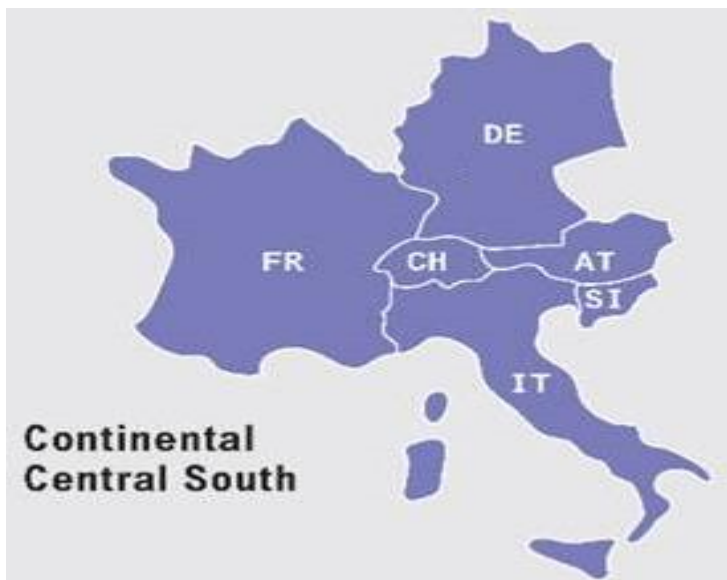 DE
FR
CH
AT
SI
IT
Continental
Central South